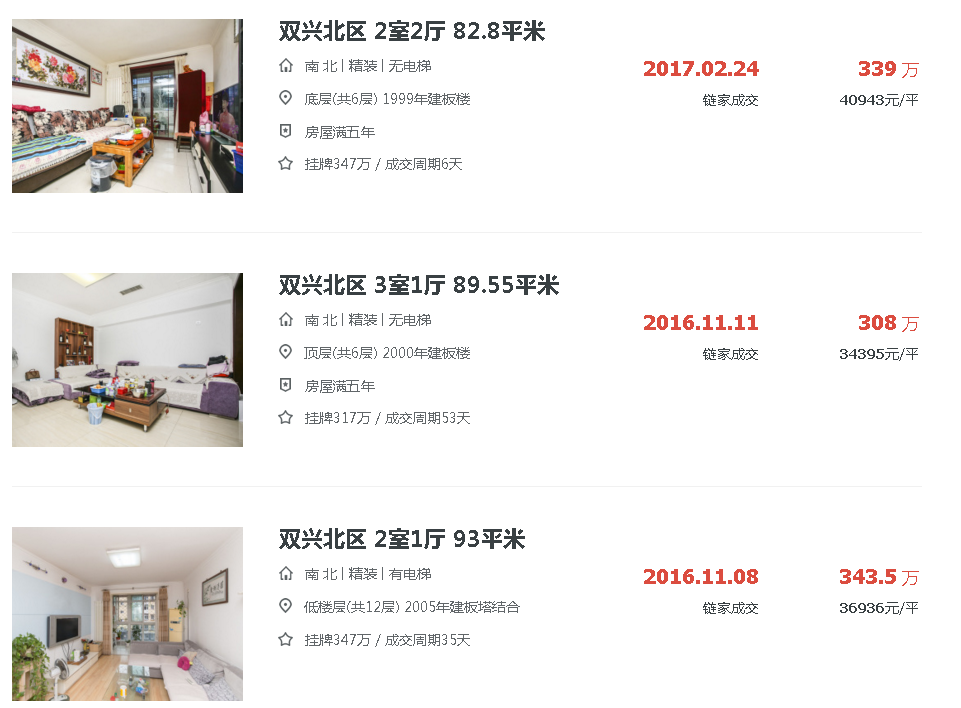 双兴北区 2室2厅 82.8平米
南 北 | 精装 | 无电梯
2017.02.24
339 万
底层(共6层) 1999年建板楼
链家成交
40943元/平
房屋满五年
挂牌347万 / 成交周期6天
双兴北区 3室1厅 89.55平米
南 北 | 精装 | 无电梯
2016.11.11
308 万
顶层(共6层) 2000年建板楼
链家成交
34395元/平
房屋满五年
挂牌317万 / 成交周期53天
双兴北区 2室1厅 93平米
南 北 | 精装 | 有电梯
2016.11.08
343.5 万
低楼层(共12层) 2005年建板塔结合
链家成交
36936元/平
挂牌347万 / 成交周期35天